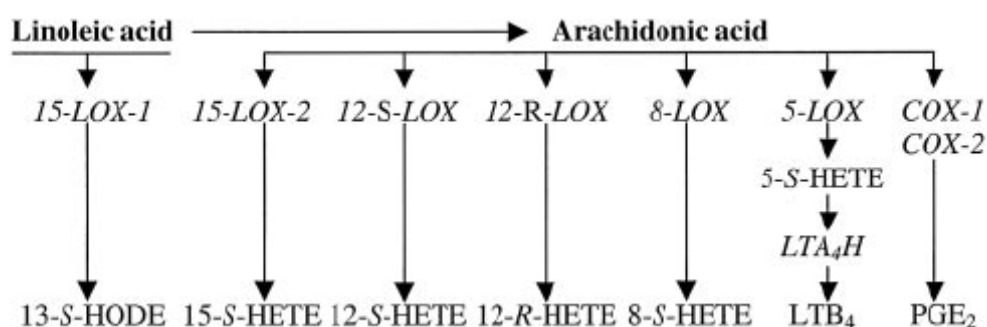 Linoleic acid Arachidonic acid
15-LOX-1 15-LOX-2 12-S-LOX 12-R-LOX 8-LOX 5-LOX COX-1
COX-2
5-S-HETE
LTA₄H
13-S-HODE 15-S-HETE 12-S-HETE 12-R-HETE 8-S-HETE LTB₄ PGE₂